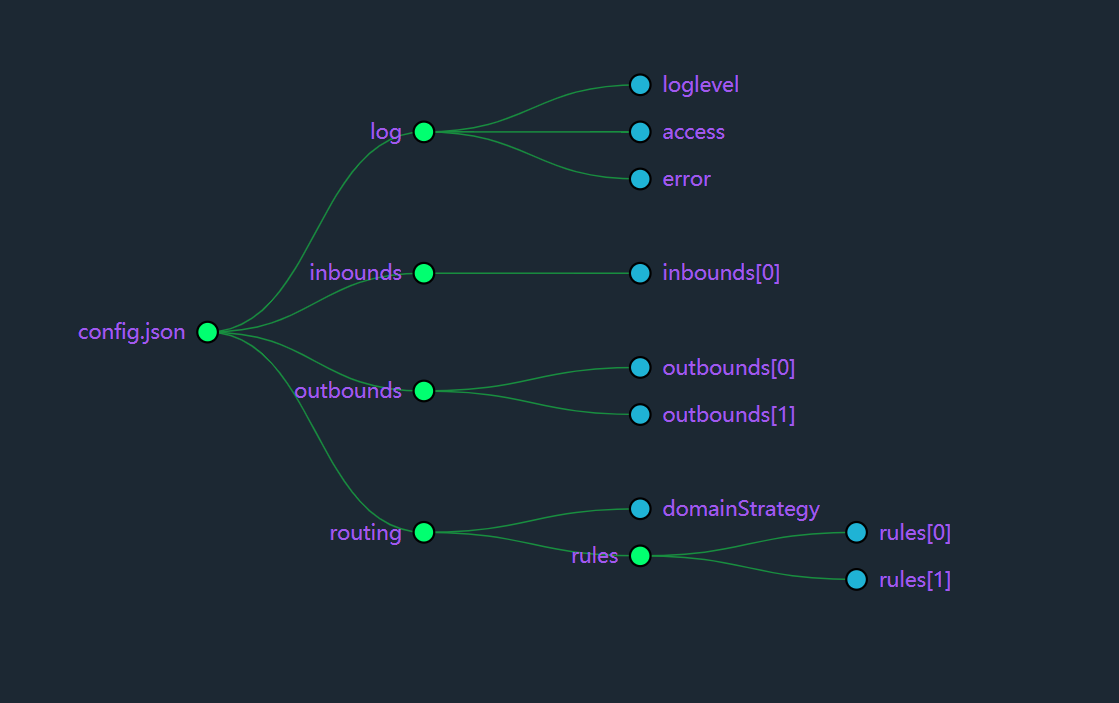 loglevel
log
access
error
inbounds
inbounds[0]
config.json
outbounds[0]
outbounds
outbounds[1]
domainStrategy
routing
rules[0]
rules
rules[1]